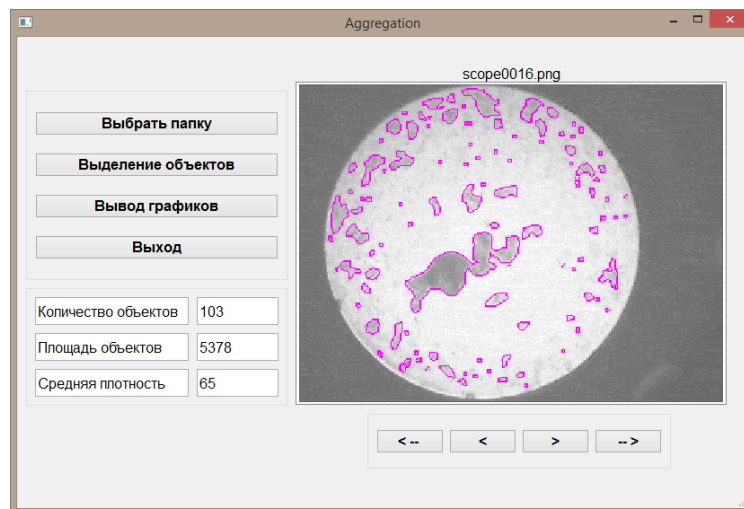 Aggregation
scope0016.png
Выбрать папку
Выделение объектов
Вывод графиков
Выход
Количество объектов 103
Площадь объектов 5378
Средняя плотность 65
< -- < > -- >